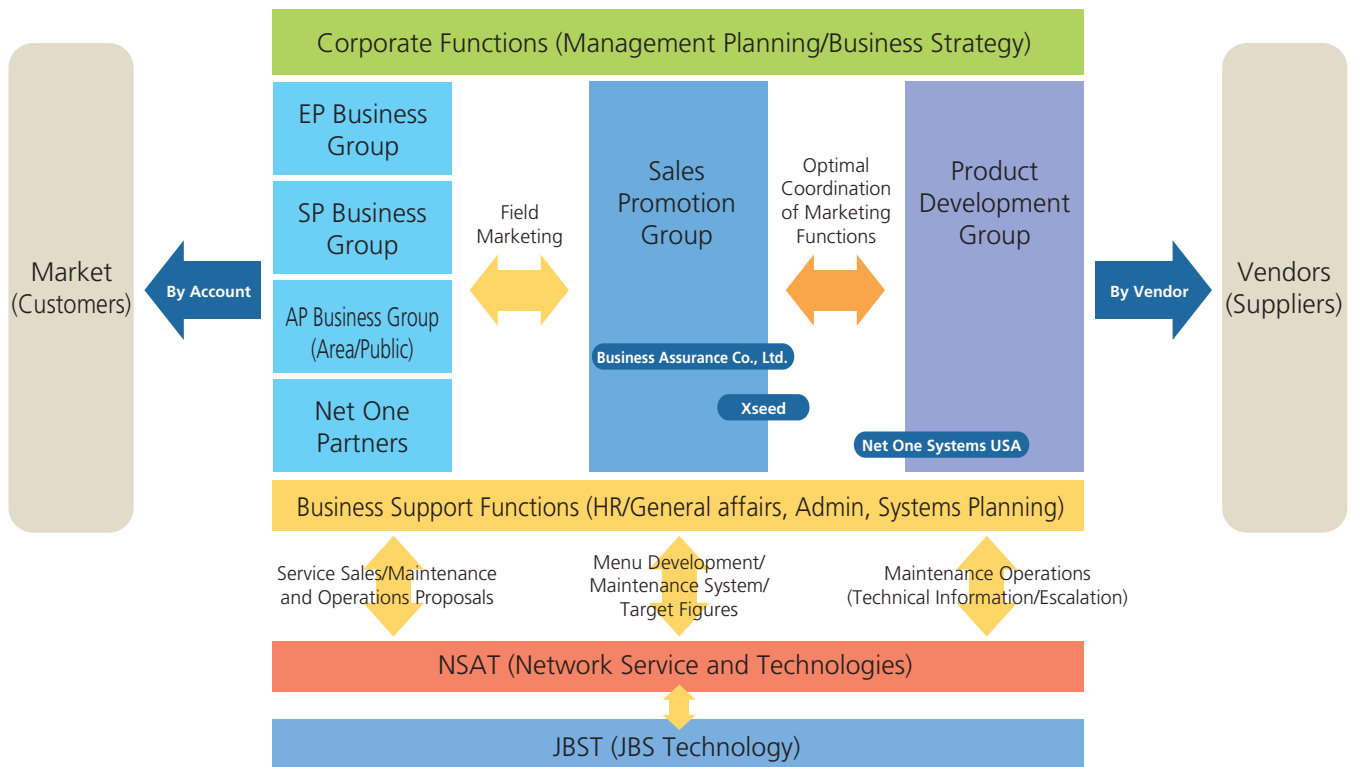 Corporate Functions (Management Planning/Business Strategy)
Market
(Customers)
By Account
EP Business
Group
SP Business
Group
AP Business Group
(Area/Public)
Net One
Partners
Field
Marketing
Sales
Promotion
Group
Optimal
Coordination
of Marketing
Functions
Product
Development
Group
Business Assurance Co., Ltd.
Xseed
Net One Systems USA
By Vendor
Vendors
(Suppliers)
Business Support Functions (HR/General affairs, Admin, Systems Planning)
Service Sales/Maintenance
and Operations Proposals
Menu Development/
Maintenance System/
Target Figures
Maintenance Operations
(Technical Information/Escalation)
NSAT (Network Service and Technologies)
JBST (JBS Technology)